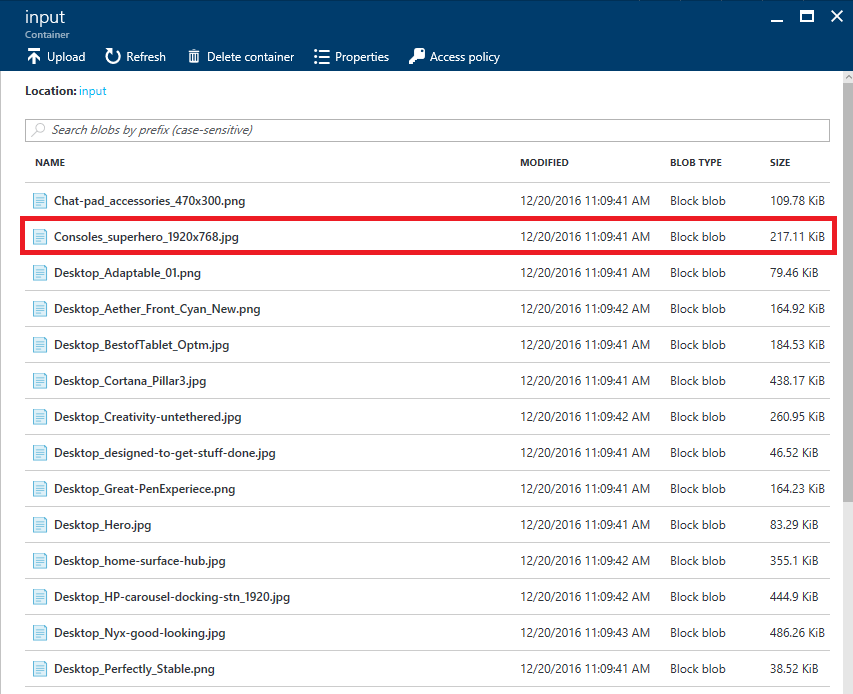 input
Container
Upload Refresh Delete container Properties Access policy
Location: input
Search blobs by prefix (case-sensitive)
NAME MODIFIED BLOB TYPE SIZE
Chat-pad_accessories_470x300.png 12/20/2016 11:09:41 AM Block blob 109.78 KiB
Consoles_superhero_1920x768.jpg 12/20/2016 11:09:41 AM Block blob 217.11 KiB
Desktop_Adaptable_01.png 12/20/2016 11:09:41 AM Block blob 79.46 KiB
Desktop_Aether_Front_Cyan_New.png 12/20/2016 11:09:42 AM Block blob 164.92 KiB
Desktop_BestofTablet_Optm.jpg 12/20/2016 11:09:41 AM Block blob 184.53 KiB
Desktop_Cortana_Pillar3.jpg 12/20/2016 11:09:41 AM Block blob 438.17 KiB
Desktop_Creativity-untethered.jpg 12/20/2016 11:09:42 AM Block blob 260.95 KiB
Desktop_designed-to-get-stuff-done.jpg 12/20/2016 11:09:41 AM Block blob 46.52 KiB
Desktop_Great-PenExperiece.png 12/20/2016 11:09:41 AM Block blob 164.23 KiB
Desktop_Hero.jpg 12/20/2016 11:09:41 AM Block blob 83.29 KiB
Desktop_home-surface-hub.jpg 12/20/2016 11:09:42 AM Block blob 355.1 KiB
Desktop_HP-carousel-docking-stn_1920.jpg 12/20/2016 11:09:42 AM Block blob 444.9 KiB
Desktop_Nyx-good-looking.jpg 12/20/2016 11:09:43 AM Block blob 486.26 KiB
Desktop_Perfectly_Stable.png 12/20/2016 11:09:41 AM Block blob 38.52 KiB